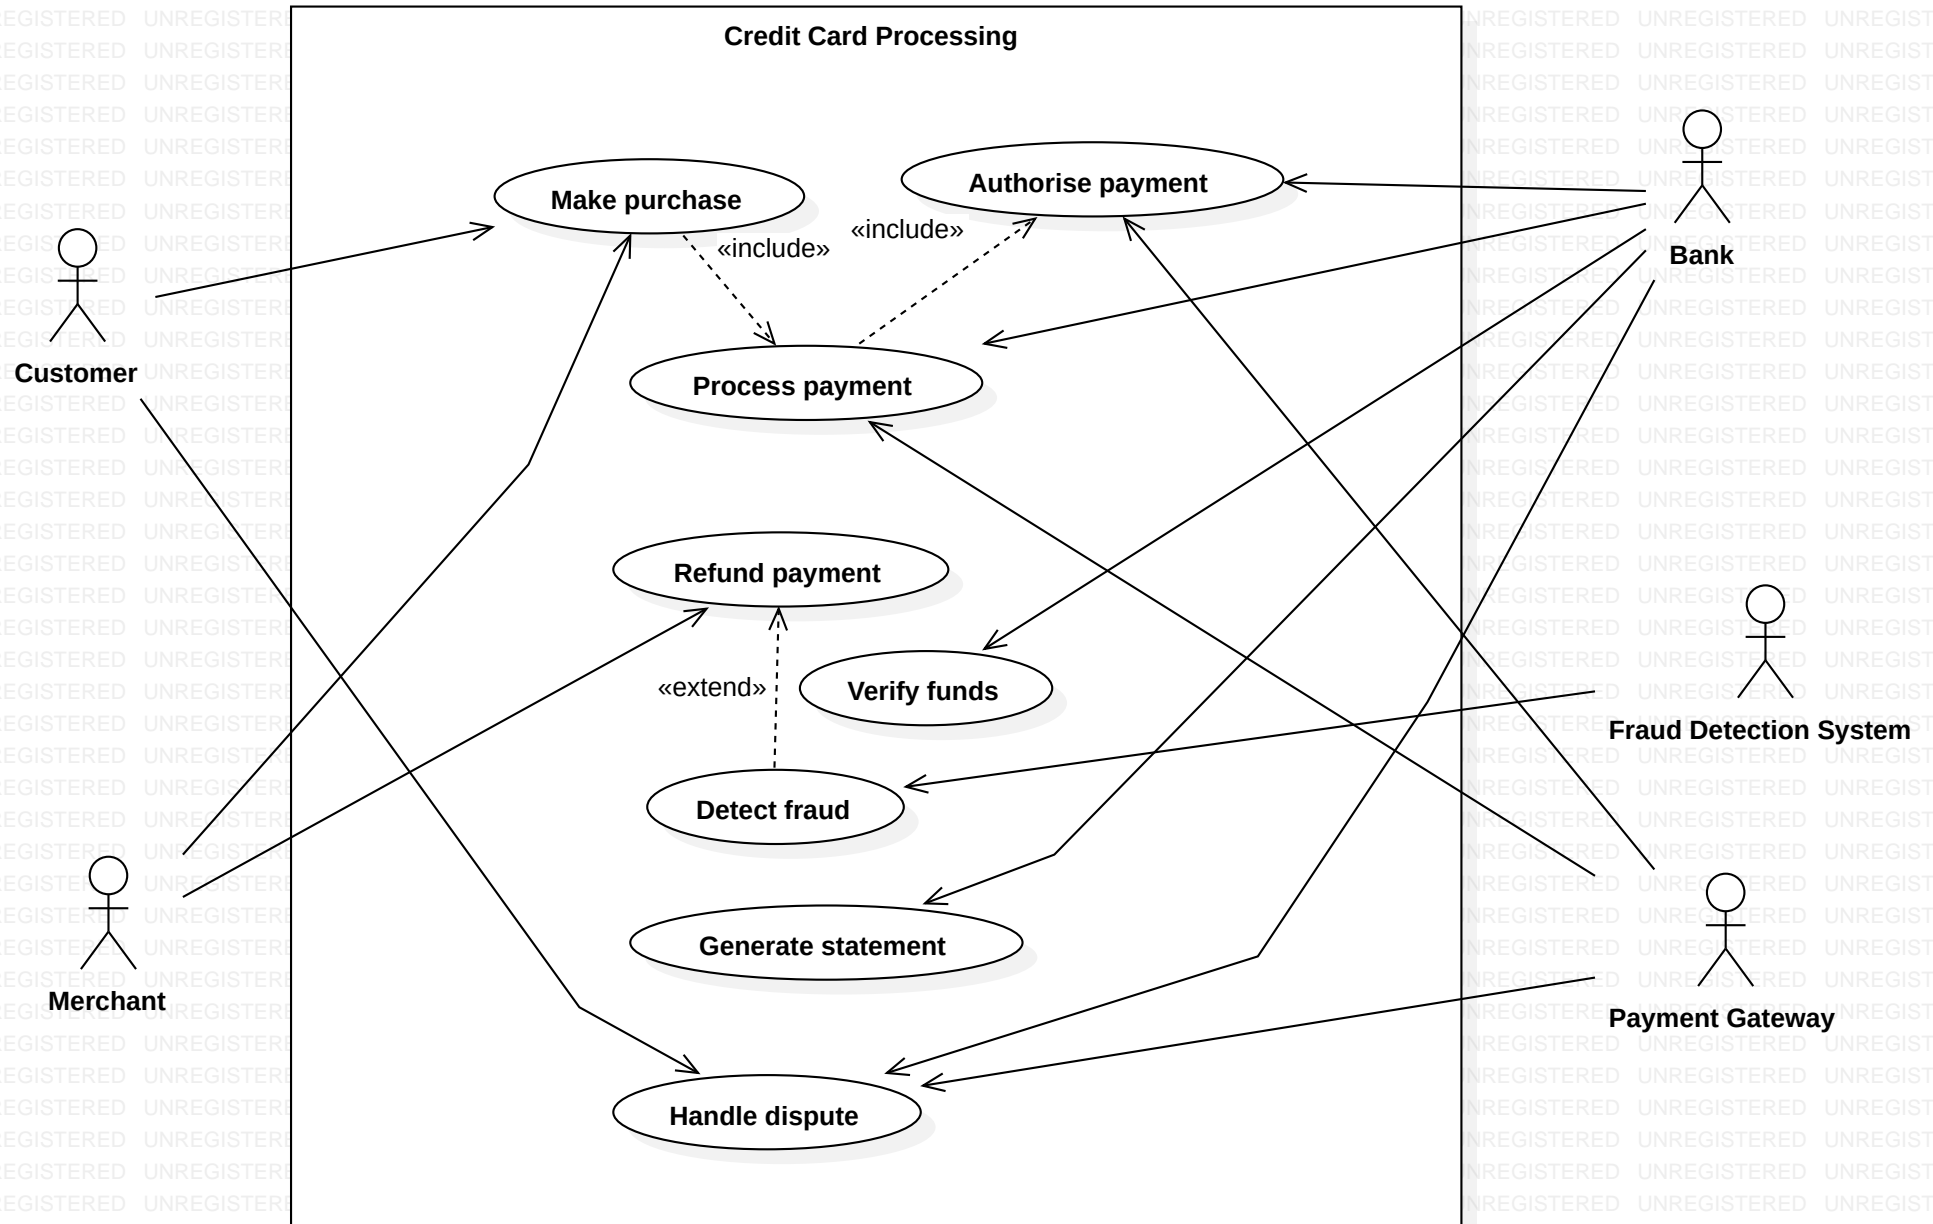 Credit Card Processing
Make purchase
Authorise payment
«include»
«include»
Bank
Customer
Process payment
Refund payment
«extend»
Verify funds
Fraud Detection System
Detect fraud
Generate statement
Merchant
Payment Gateway
Handle dispute
UNREGISTERED